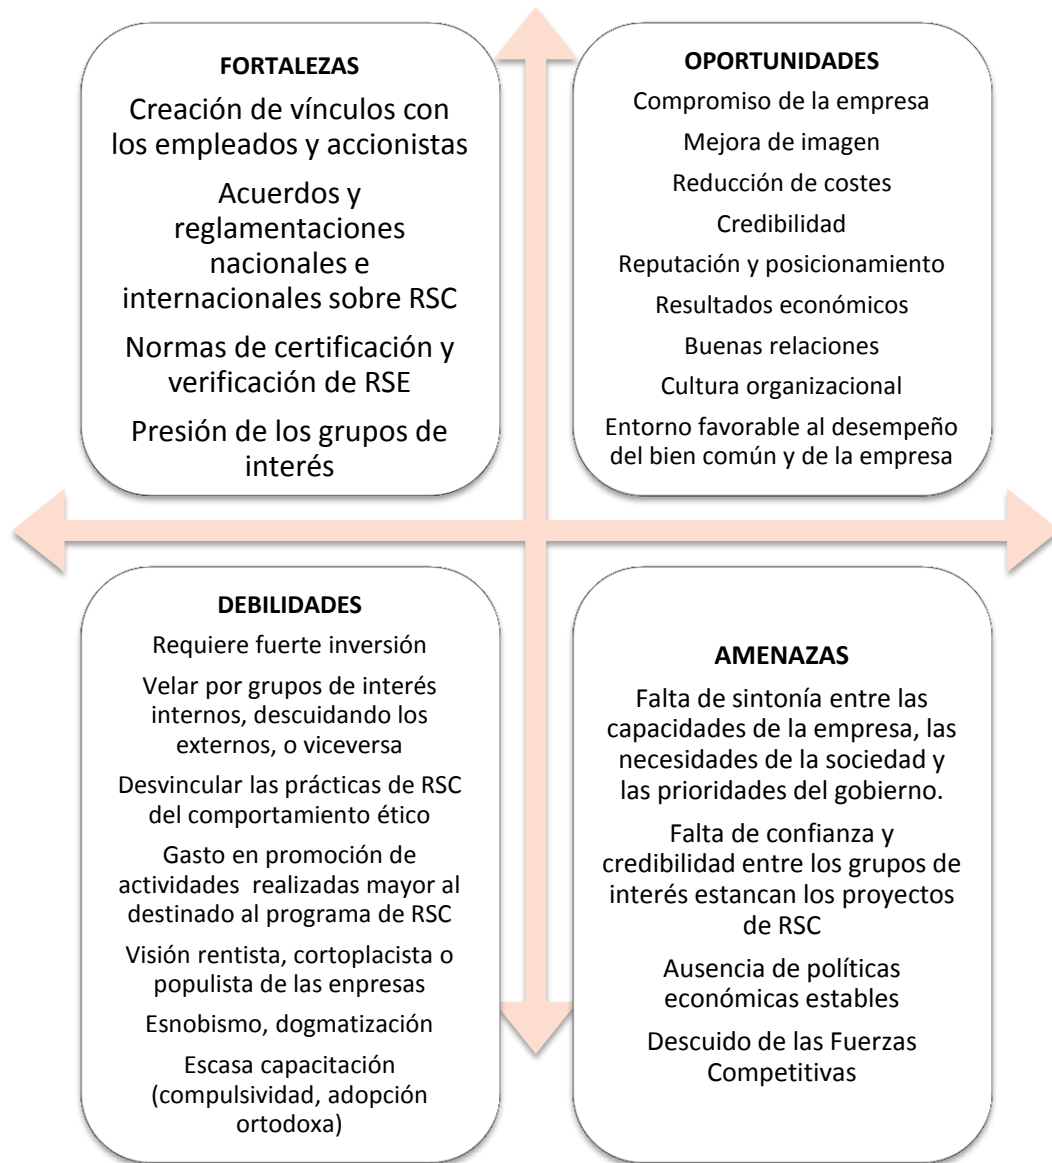 FORTALEZAS
Creación de vínculos con
los empleados y accionistas
Acuerdos y
reglamentaciones
nacionales e
internacionales sobre RSC
Normas de certificación y
verificación de RSE
Presión de los grupos de
interés
OPORTUNIDADES
Compromiso de la empresa
Mejora de imagen
Reducción de costes
Credibilidad
Reputación y posicionamiento
Resultados económicos
Buenas relaciones
Cultura organizacional
Entorno favorable al desempeño
del bien común y de la empresa
DEBILIDADES
Requiere fuerte inversión
Velar por grupos de interés
internos, descuidando los
externos, o viceversa
Desvincular las prácticas de RSC
del comportamiento ético
Gasto en promoción de
actividades realizadas mayor al
destinado al programa de RSC
Visión rentista, cortoplacista o
populista de las enpresas
Esnobismo, dogmatización
Escasa capacitación
(compulsividad, adopción
ortodoxa)
AMENAZAS
Falta de sintonía entre las
capacidades de la empresa, las
necesidades de la sociedad y
las prioridades del gobierno.
Falta de confianza y
credibilidad entre los grupos de
interés estancan los proyectos
de RSC
Ausencia de políticas
económicas estables
Descuido de las Fuerzas
Competitivas